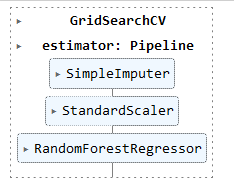 GridSearchCV
estimator: Pipeline
SimpleImputer
StandardScaler
RandomForestRegressor